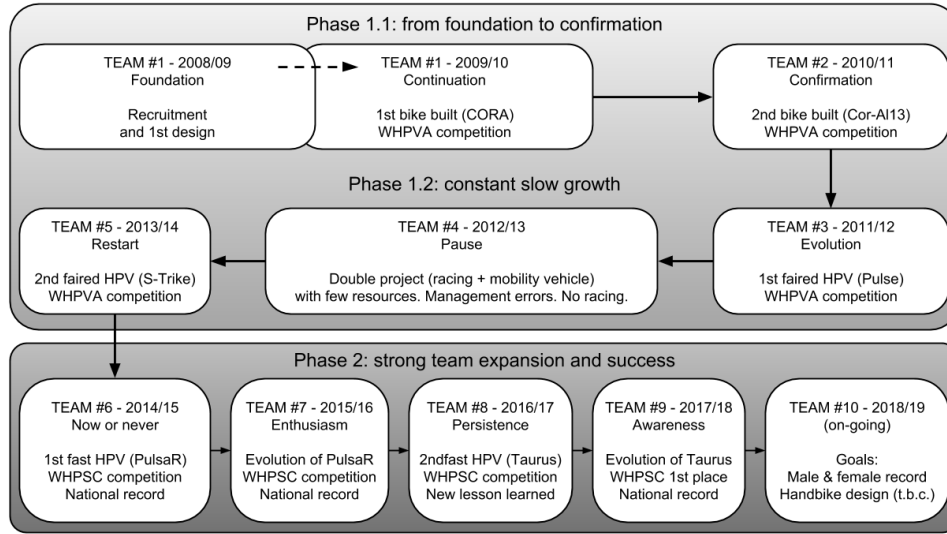 Phase 1.1: from foundation to confirmation
TEAM #1 - 2008/09
Foundation
Recruitment
and 1st design
TEAM #1 - 2009/10
Continuation
1st bike built (CORA)
WHPVA competition
TEAM #2 - 2010/11
Confirmation
2nd bike built (Cor-Al13)
WHPVA competition
Phase 1.2: constant slow growth
TEAM #3 - 2011/12
Evolution
1st faired HPV (Pulse)
WHPVA competition
TEAM #4 - 2012/13
Pause
Double project (racing + mobility vehicle)
with few resources. Management errors. No racing.
TEAM #5 - 2013/14
Restart
2nd faired HPV (S-Trike)
WHPVA competition
Phase 2: strong team expansion and success
TEAM #6 - 2014/15
Now or never
1st fast HPV (PulsaR)
WHPSC competition
National record
TEAM #7 - 2015/16
Enthusiasm
Evolution of PulsaR
WHPSC competition
National record
TEAM #8 - 2016/17
Persistence
2ndfast HPV (Taurus)
WHPSC competition
New lesson learned
TEAM #9 - 2017/18
Awareness
Evolution of Taurus
WHPSC 1st place
National record
TEAM #10 - 2018/19
(on-going)
Goals:
Male & female record
Handbike design (t.b.c.)